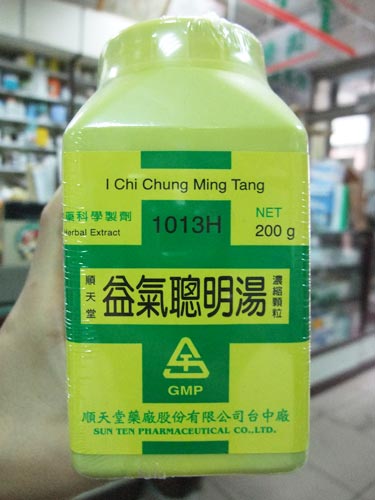 I Chi Chung Ming Tang
藥科學製劑
Herbal Extract
1013H
NET
200 g
順天堂
益氣聰明湯
濃縮顆粒
GMP
順天堂藥廠股份有限公司台中廠
SUN TEN PHARMACEUTICAL CO., LTD.